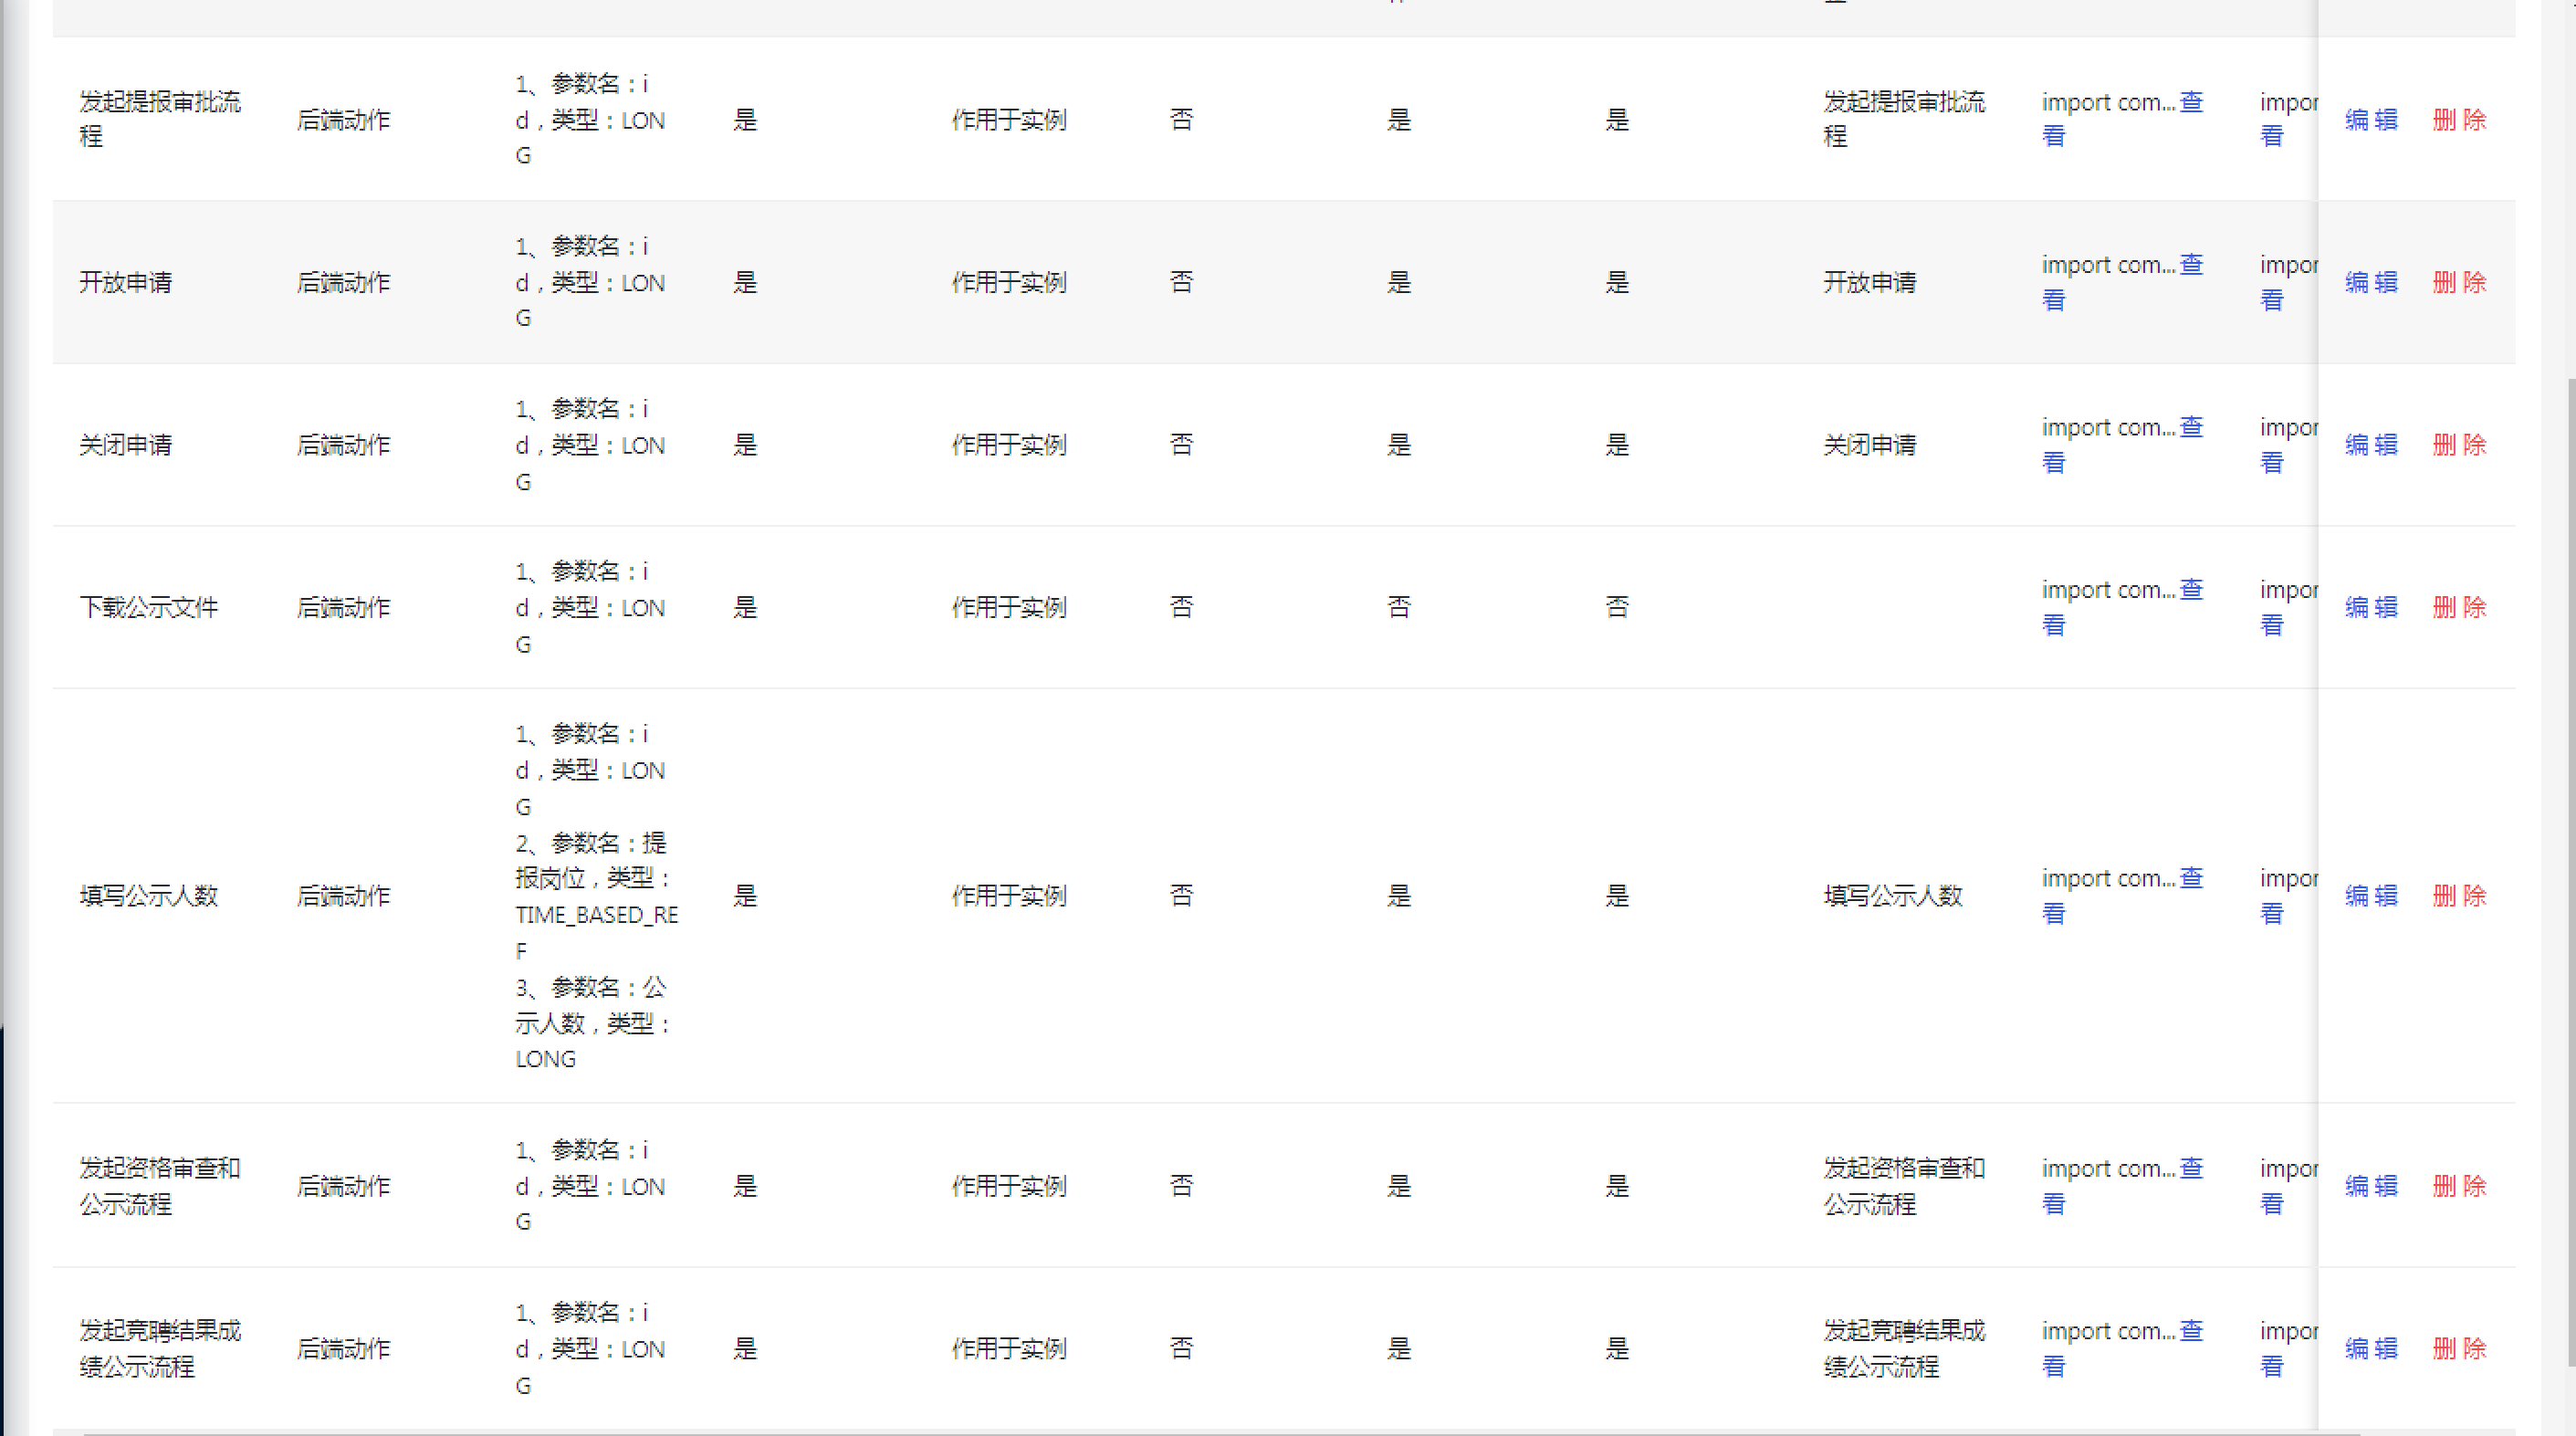 发起提报审批流
程
后端动作
1、参数名：i
d，类型：LON
G
是
作用于实例
否
是
是
发起提报审批流
程
import com...查
看
impor
看
编 辑
删 除
开放申请
后端动作
1、参数名：i
d，类型：LON
G
是
作用于实例
否
是
是
开放申请
import com...查
看
impor
看
编 辑
删 除
关闭申请
后端动作
1、参数名：i
d，类型：LON
G
是
作用于实例
否
是
是
关闭申请
import com...查
看
impor
看
编 辑
删 除
下载公示文件
后端动作
1、参数名：i
d，类型：LON
G
是
作用于实例
否
否
否
import com...查
看
impor
看
编 辑
删 除
填写公示人数
后端动作
1、参数名：i
d，类型：LON
G
2、参数名：提
报岗位，类型：
TIME_BASED_RE
F
3、参数名：公
示人数，类型：
LONG
是
作用于实例
否
是
是
填写公示人数
import com...查
看
impor
看
编 辑
删 除
发起资格审查和
公示流程
后端动作
1、参数名：i
d，类型：LON
G
是
作用于实例
否
是
是
发起资格审查和
公示流程
import com...查
看
impor
看
编 辑
删 除
发起竞聘结果成
绩公示流程
后端动作
1、参数名：i
d，类型：LON
G
是
作用于实例
否
是
是
发起竞聘结果成
绩公示流程
import com...查
看
impor
看
编 辑
删 除